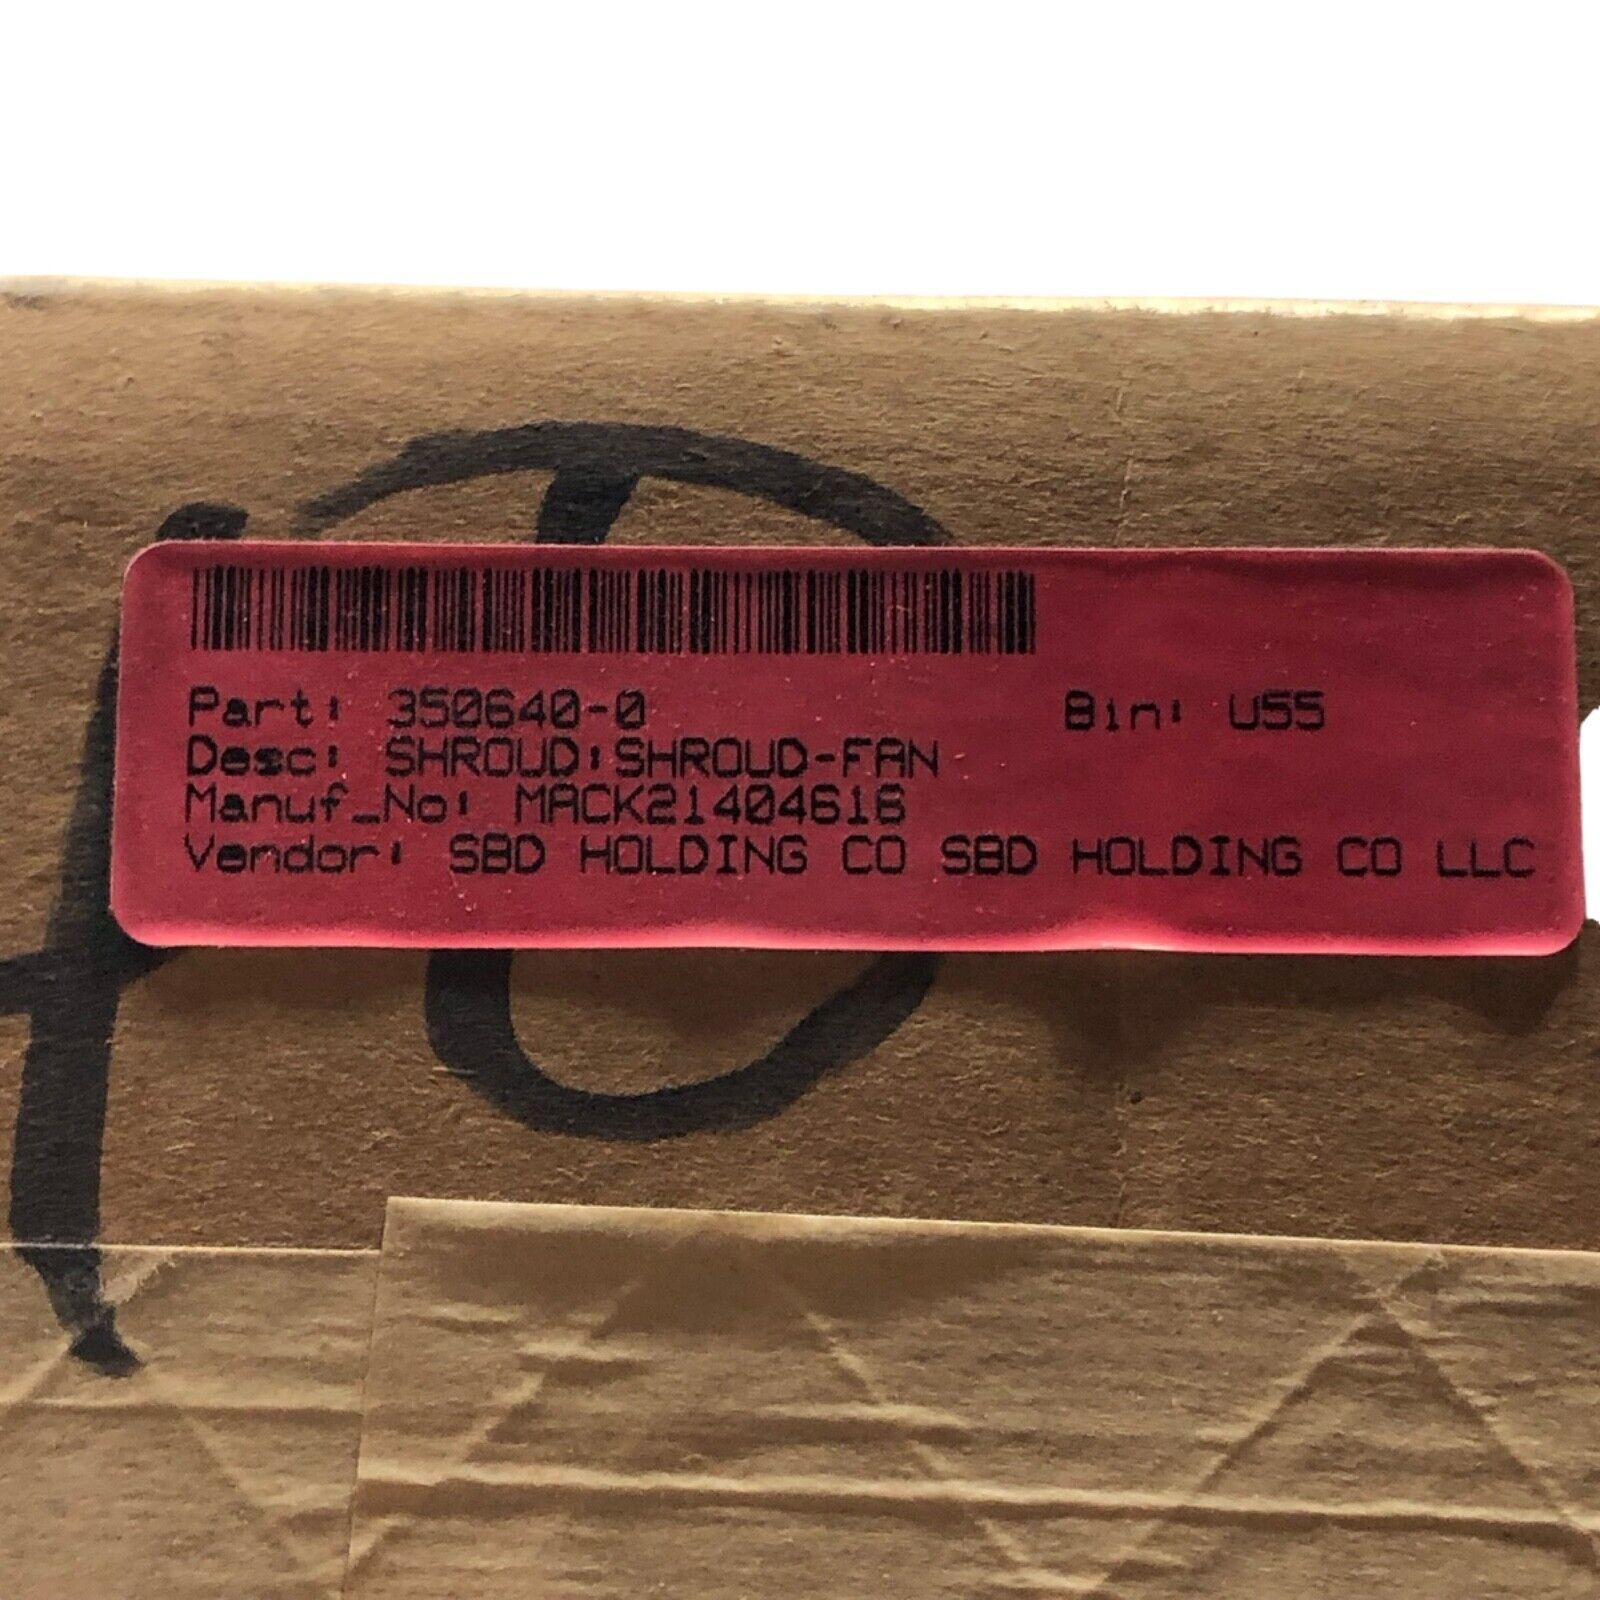 Part: 350640-0 Bin: U55
Desc: SHROUD:SHROUD-FAN
Manuf_No: MACK21404616
Vendor: SBD HOLDING CO SBD HOLDING CO LLC